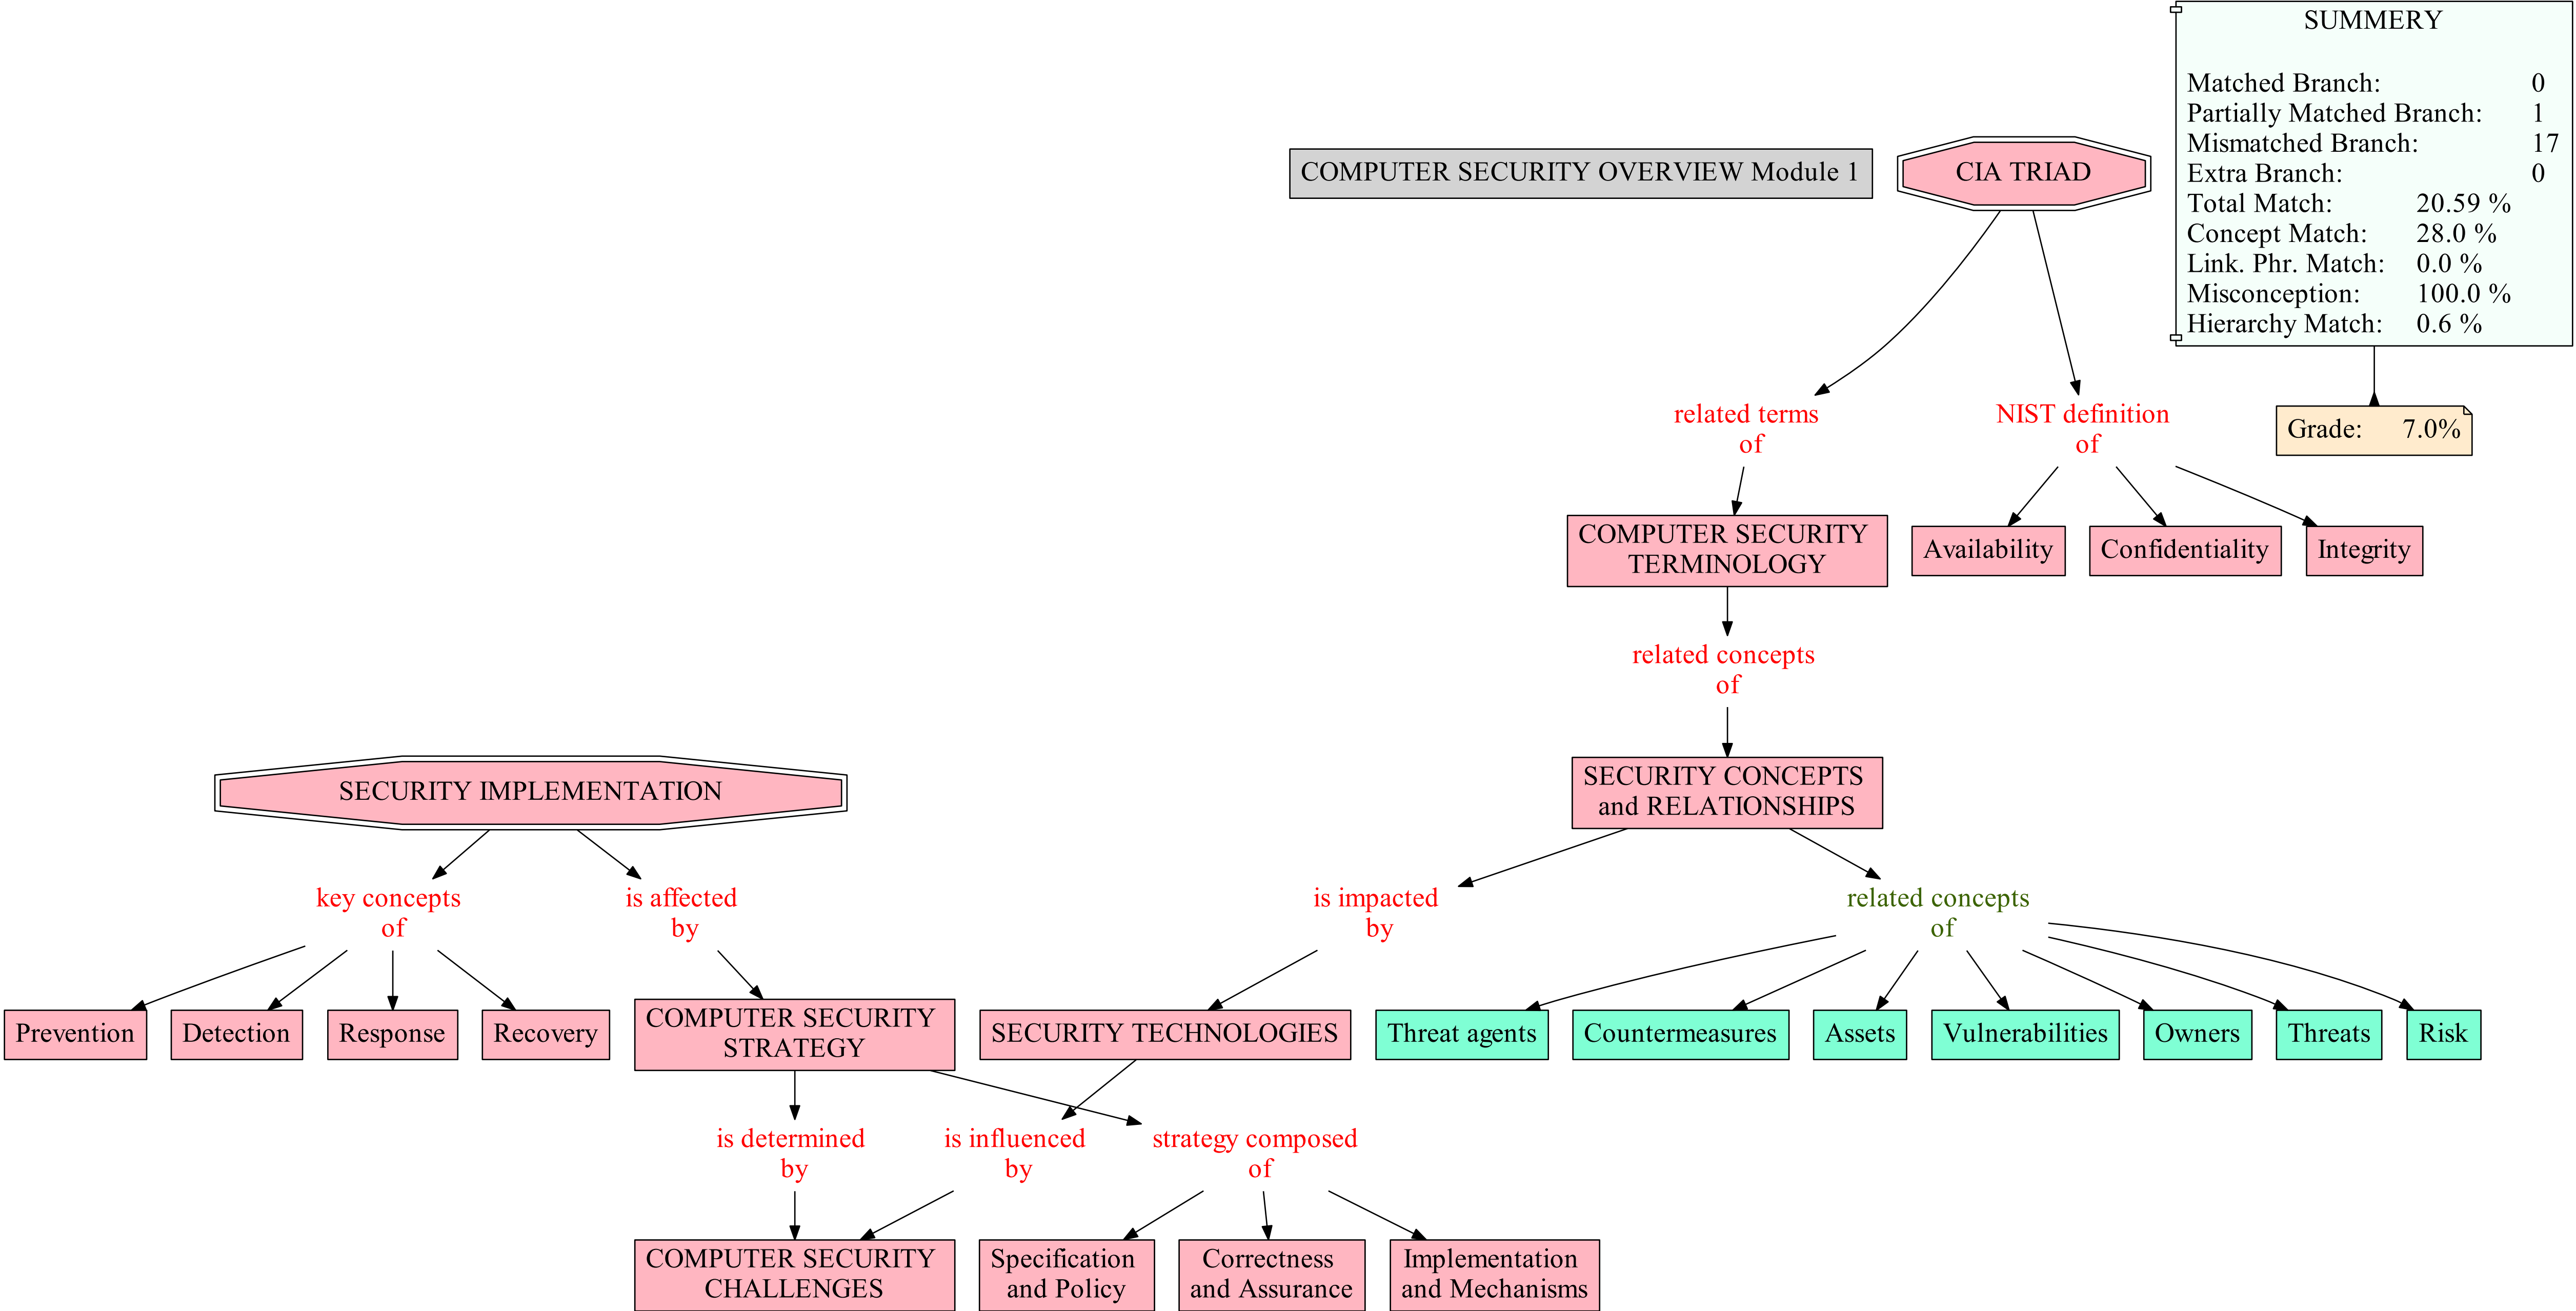 SUMMERY
Matched Branch: 0
Partially Matched Branch: 1
Mismatched Branch: 17
Extra Branch: 0
Total Match: 20.59 %
Concept Match: 28.0 %
Link. Phr. Match: 0.0 %
Misconception: 100.0 %
Hierarchy Match: 0.6 %
COMPUTER SECURITY OVERVIEW Module 1
CIA TRIAD
related terms
of
NIST definition
of
Grade: 7.0%
COMPUTER SECURITY
TERMINOLOGY
Availability
Confidentiality
Integrity
related concepts
of
SECURITY IMPLEMENTATION
SECURITY CONCEPTS
and RELATIONSHIPS
key concepts
of
is affected
by
is impacted
by
related concepts
of
Prevention
Detection
Response
Recovery
COMPUTER SECURITY
STRATEGY
SECURITY TECHNOLOGIES
Threat agents
Countermeasures
Assets
Vulnerabilities
Owners
Threats
Risk
is determined
by
is influenced
by
strategy composed
of
COMPUTER SECURITY
CHALLENGES
Specification
and Policy
Correctness
and Assurance
Implementation
and Mechanisms